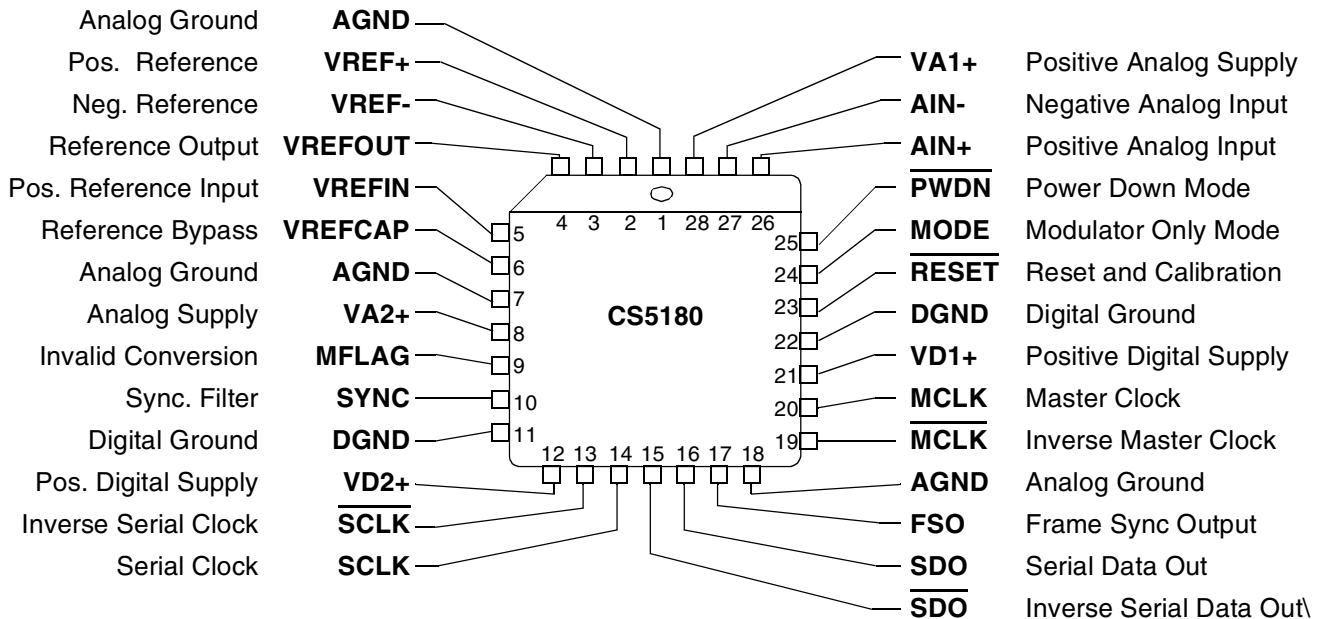 Analog Ground AGND
Pos. Reference VREF+
Neg. Reference VREF-
Reference Output VREFOUT
Pos. Reference Input VREFIN
Reference Bypass VREFCAP
Analog Ground AGND
Analog Supply VA2+
Invalid Conversion MFLAG
Sync. Filter SYNC
Digital Ground DGND
Pos. Digital Supply VD2+
Inverse Serial Clock S̅C̅L̅K̅
Serial Clock SCLK
4 3 2 1 28 27 26
5
6
7
8
9
10
11
CS5180
25
24
23
22
21
20
19
12 13 14 15 16 17 18
VA1+ Positive Analog Supply
AIN- Negative Analog Input
AIN+ Positive Analog Input
P̅W̅D̅N̅ Power Down Mode
MODE Modulator Only Mode
R̅E̅S̅E̅T̅ Reset and Calibration
DGND Digital Ground
VD1+ Positive Digital Supply
MCLK Master Clock
M̅C̅L̅K̅ Inverse Master Clock
AGND Analog Ground
FSO Frame Sync Output
SDO Serial Data Out
S̅D̅O̅ Inverse Serial Data Out\